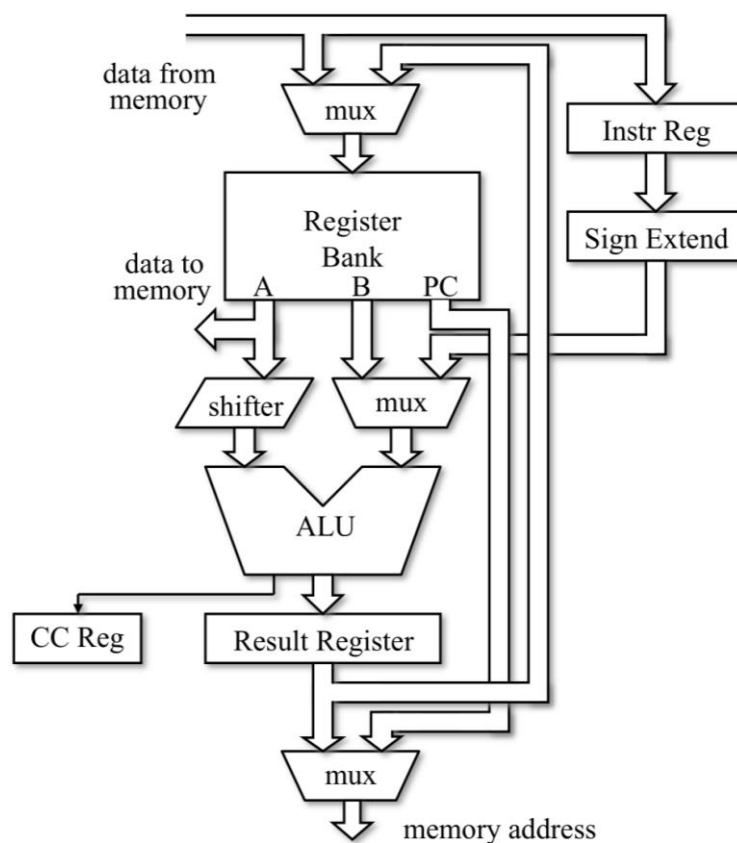 data from
memory
mux
Instr Reg
Register
Bank
Sign Extend
data to
memory
A B PC
shifter
mux
ALU
CC Reg
Result Register
mux
memory address